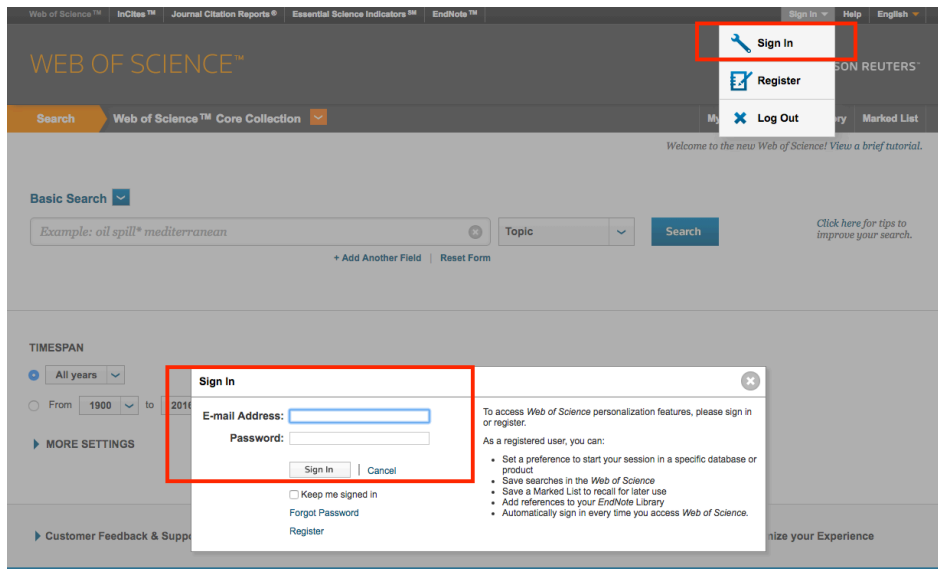 Web of Science™ InCites™ Journal Citation Reports® Essential Science Indicators℠ EndNote™ Sign In Help English
Sign In
WEB OF SCIENCE™
SON REUTERS
Register
Search Web of Science™ Core Collection
My
Log Out
ry Marked List
Welcome to the new Web of Science! View a brief tutorial.
Basic Search
Example: oil spill* mediterranean
Topic
Search
Click here for tips to
improve your search.
+ Add Another Field | Reset Form
TIMESPAN
All years
From 1900 to 2016
MORE SETTINGS
Sign In
E-mail Address:
Password:
Sign In | Cancel
Keep me signed in
Forgot Password
Register
To access Web of Science personalization features, please sign in
or register.
As a registered user, you can:
• Set a preference to start your session in a specific database or
product
• Save searches in the Web of Science
• Save a Marked List to recall for later use
• Add references to your EndNote Library
• Automatically sign in every time you access Web of Science.
Customer Feedback & Suppo
nize your Experience